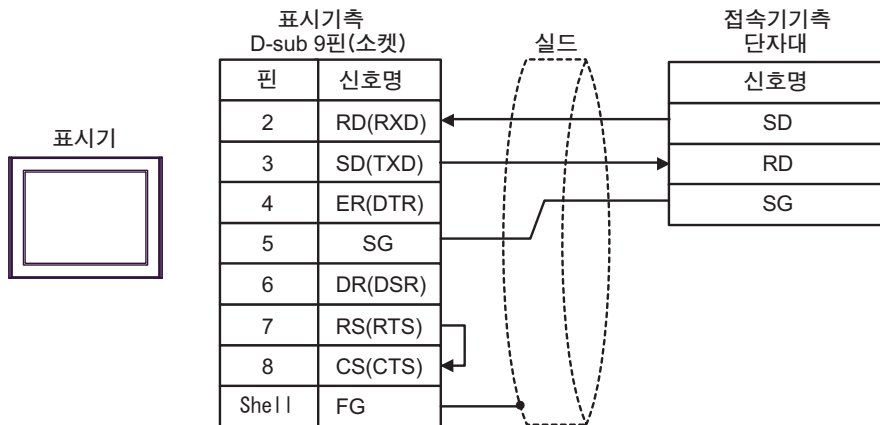 표시기측
D-sub 9핀(소켓)
실드
접속기기측
단자대
표시기
핀 신호명
2 RD(RXD)
3 SD(TXD)
4 ER(DTR)
5 SG
6 DR(DSR)
7 RS(RTS)
8 CS(CTS)
Shell FG
신호명
SD
RD
SG